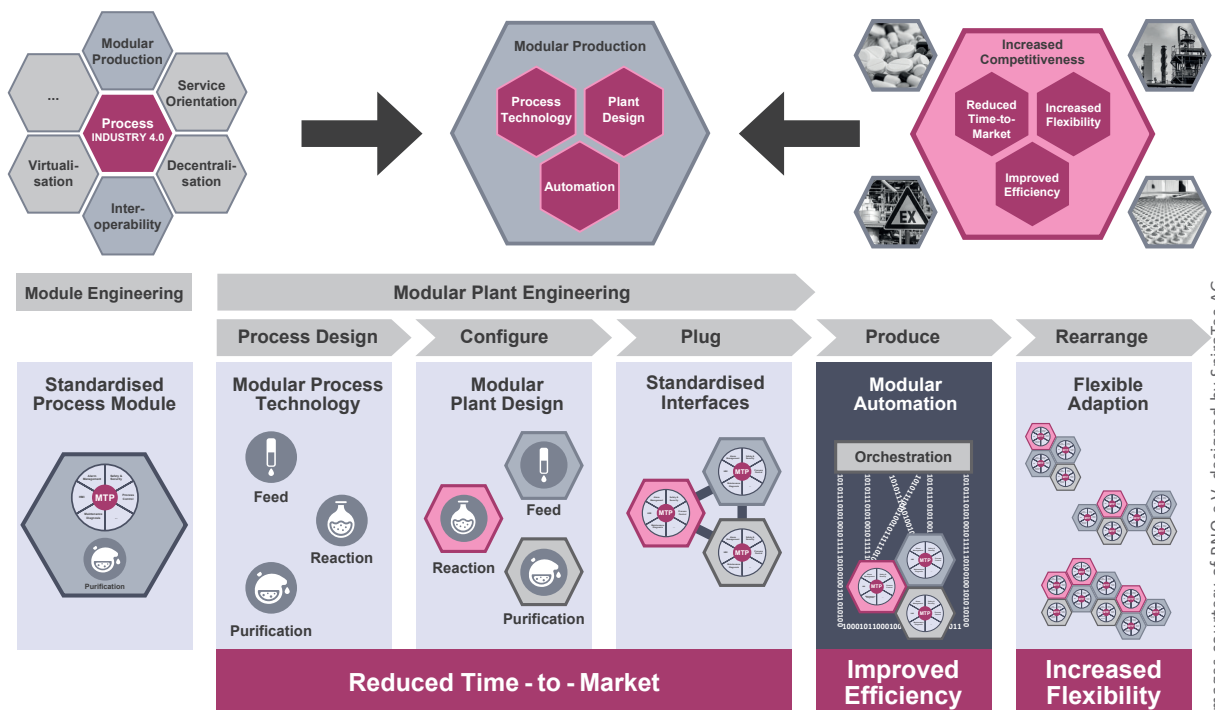 Modular
Production
...
Service
Orientation
Process
INDUSTRY 4.0
Virtuali-
sation
Decentrali-
sation
Inter-
operability
Modular Production
Process
Technology
Plant
Design
Automation
Increased
Competitiveness
Reduced
Time-to-
Market
Increased
Flexibility
Improved
Efficiency
EX
Module Engineering
Modular Plant Engineering
Process Design
Configure
Plug
Produce
Rearrange
Standardised
Process Module
MTP
Purification
Modular Process
Technology
Feed
Reaction
Purification
Modular
Plant Design
Feed
Reaction
Purification
Standardised
Interfaces
MTP
MTP
MTP
Modular
Automation
Orchestration
MTP
MTP
MTP
Flexible
Adaption
Reduced Time - to - Market
Improved
Efficiency
Increased
Flexibility